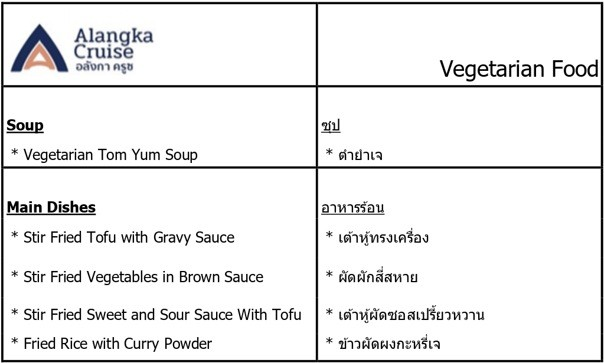 Alangka
Cruise
อลังกา ครูซ
Vegetarian Food
Soup
ซุป
* Vegetarian Tom Yum Soup
* ต้มยำเจ
Main Dishes
อาหารร้อน
* Stir Fried Tofu with Gravy Sauce
* เต้าหู้ทรงเครื่อง
* Stir Fried Vegetables in Brown Sauce
* ผัดผักสี่สหาย
* Stir Fried Sweet and Sour Sauce With Tofu
* เต้าหู้ผัดซอสเปรี้ยวหวาน
* Fried Rice with Curry Powder
* ข้าวผัดผงกะหรี่เจ